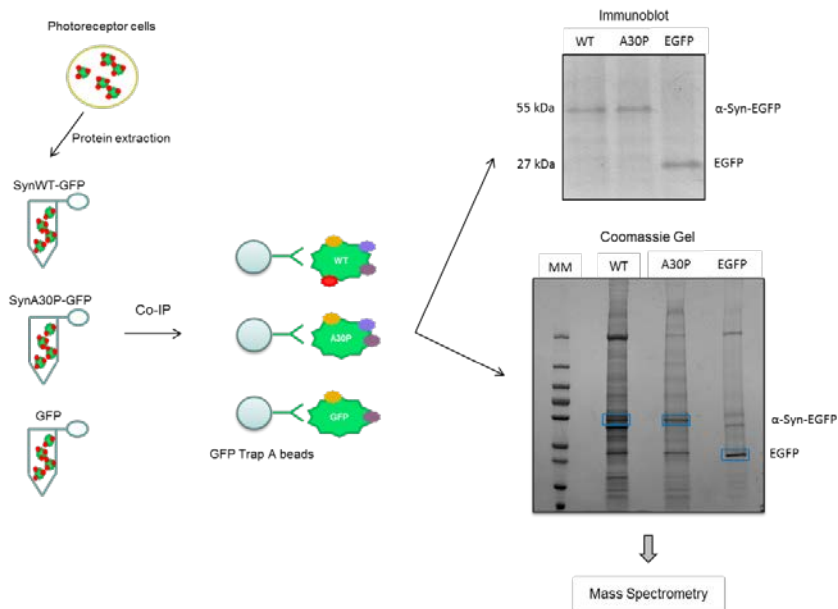 Photoreceptor cells
Protein extraction
SynWT-GFP
SynA30P-GFP
GFP
Co-IP
WT
A30P
GFP
GFP Trap A beads
Immunoblot
WT A30P EGFP
55 kDa
α-Syn-EGFP
27 kDa
EGFP
Coomassie Gel
MM WT A30P EGFP
α-Syn-EGFP
EGFP
Mass Spectrometry